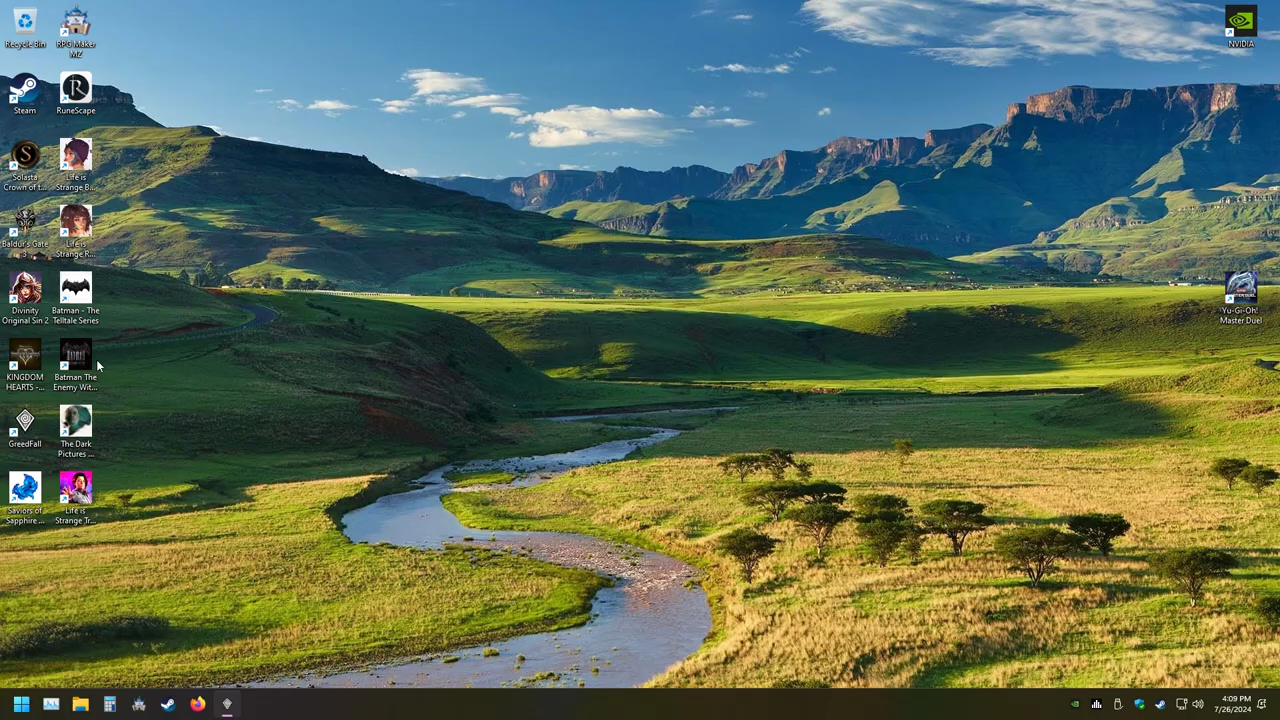 Recycle Bin
RPG Maker
MZ
NVIDIA
Steam
RuneScape
Solasta
Crown of t...
Life is
Strange B...
Baldur's Gate
3
Life is
Strange R...
Divinity
Original Sin 2
Batman - The
Telltale Series
Yu-Gi-Oh!
Master Duel
KINGDOM
HEARTS -...
Batman The
Enemy Wit...
GreedFall
The Dark
Pictures ...
Saviors of
Sapphire ...
Life is
Strange Tr...
4:09 PM
7/26/2024